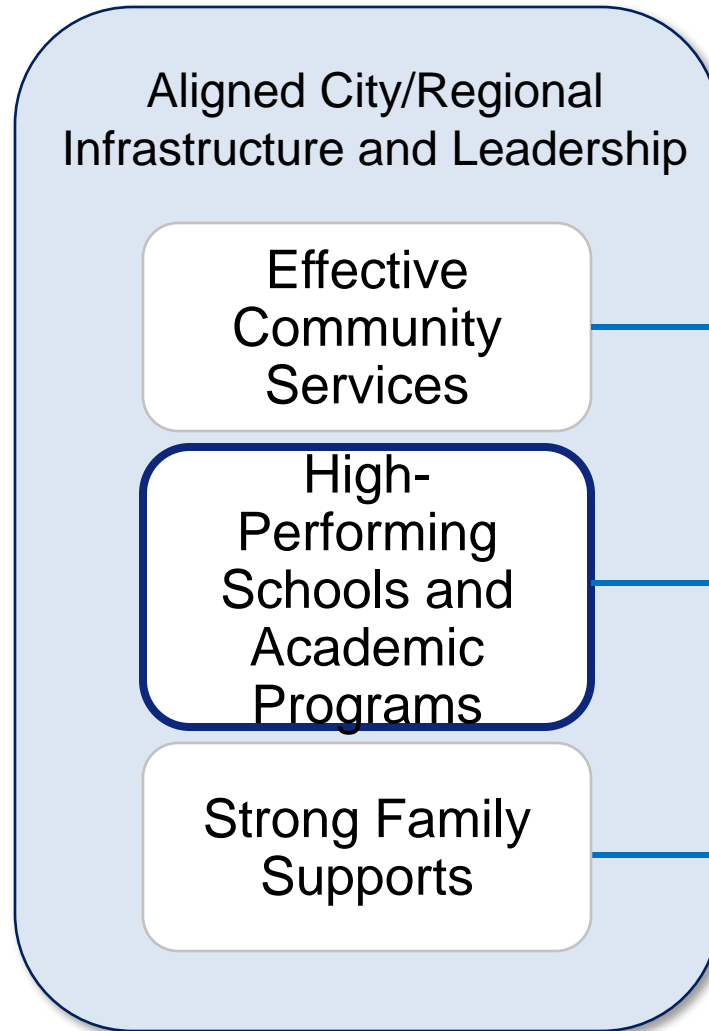 Aligned City/Regional
Infrastructure and Leadership
Effective
Community
Services
High-
Performing
Schools and
Academic
Programs
Strong Family
Supports